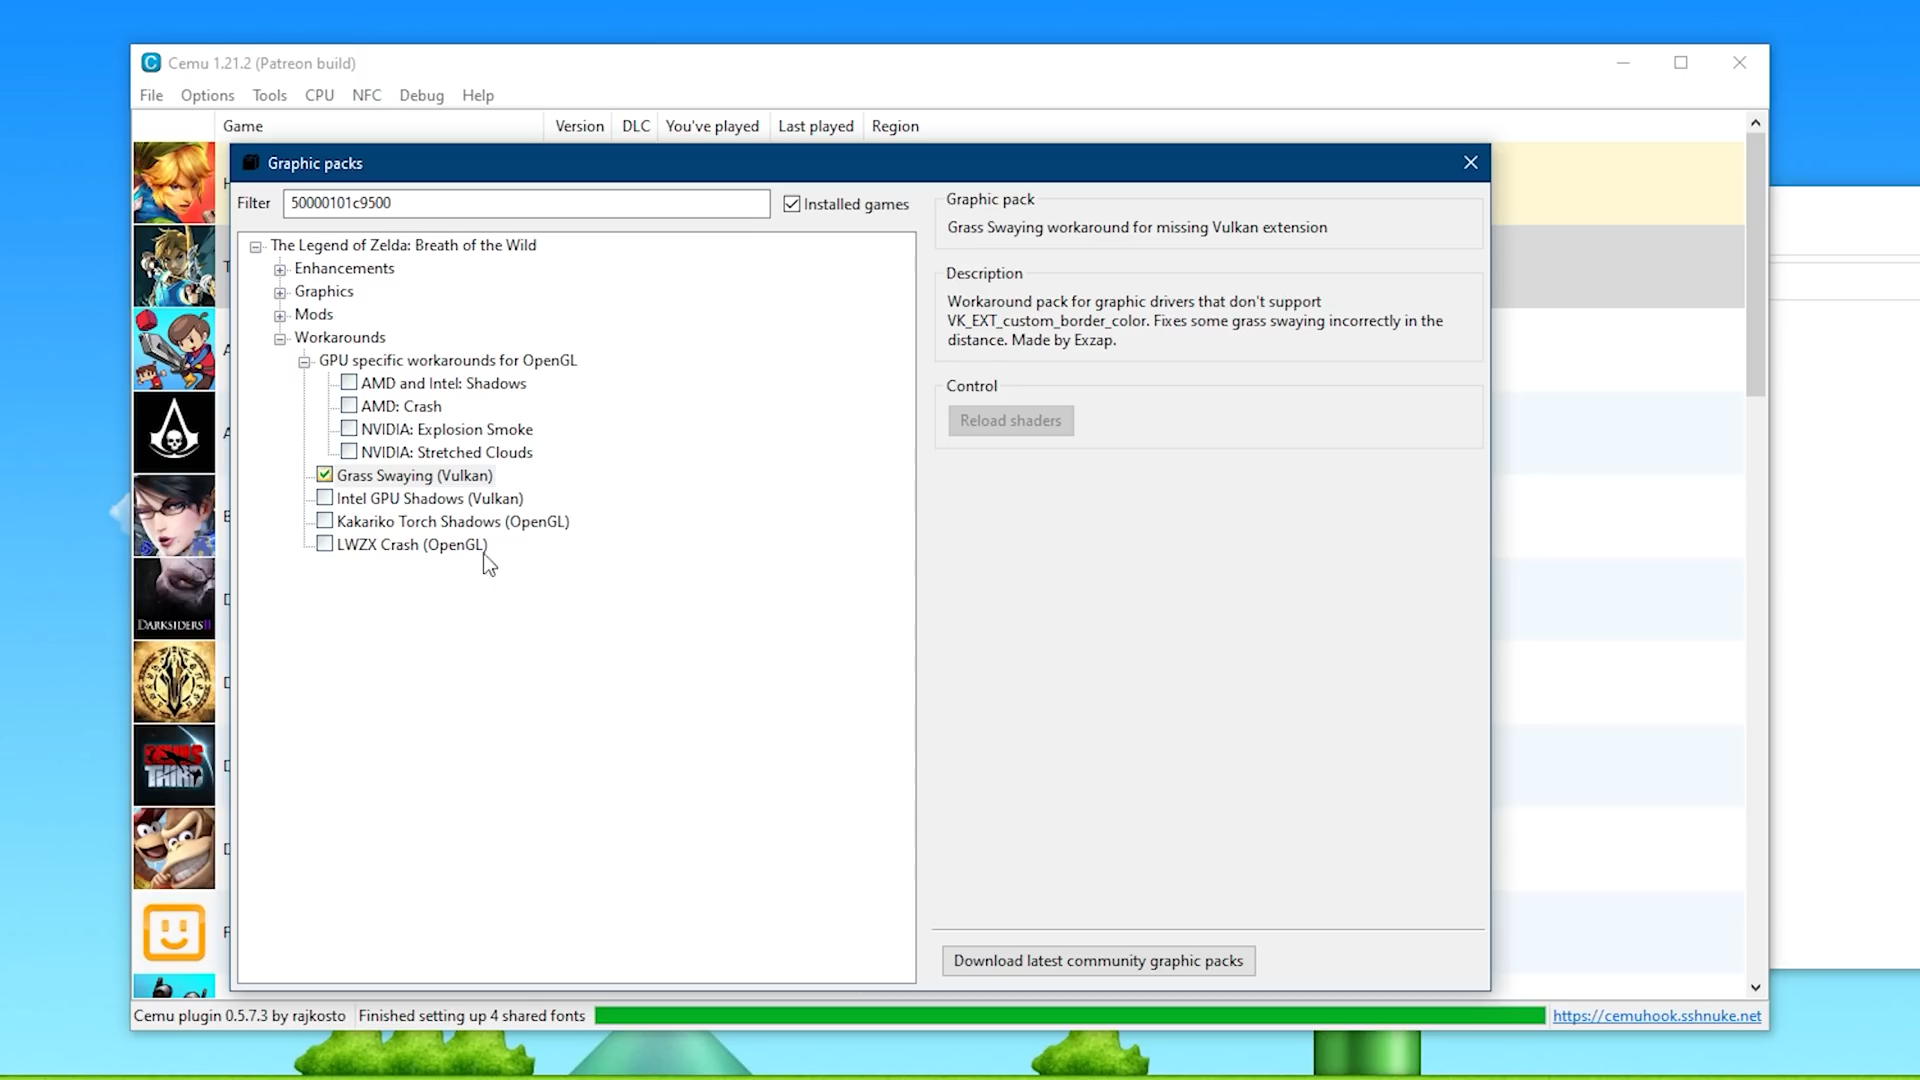 Cemu 1.21.2 (Patreon build)
File Options Tools CPU NFC Debug Help
Game Version DLC You've played Last played Region
Graphic packs
Filter 50000101c9500 Installed games
The Legend of Zelda: Breath of the Wild
Enhancements
Graphics
Mods
Workarounds
GPU specific workarounds for OpenGL
AMD and Intel: Shadows
AMD: Crash
NVIDIA: Explosion Smoke
NVIDIA: Stretched Clouds
Grass Swaying (Vulkan)
Intel GPU Shadows (Vulkan)
Kakariko Torch Shadows (OpenGL)
LWZX Crash (OpenGL)
Graphic pack
Grass Swaying workaround for missing Vulkan extension
Description
Workaround pack for graphic drivers that don't support
VK_EXT_custom_border_color. Fixes some grass swaying incorrectly in the
distance. Made by Exzap.
Control
Reload shaders
Download latest community graphic packs
DARKSIDERS II
DEVIL'S
THIRD
Cemu plugin 0.5.7.3 by rajkosto Finished setting up 4 shared fonts https://cemuhook.sshnuke.net